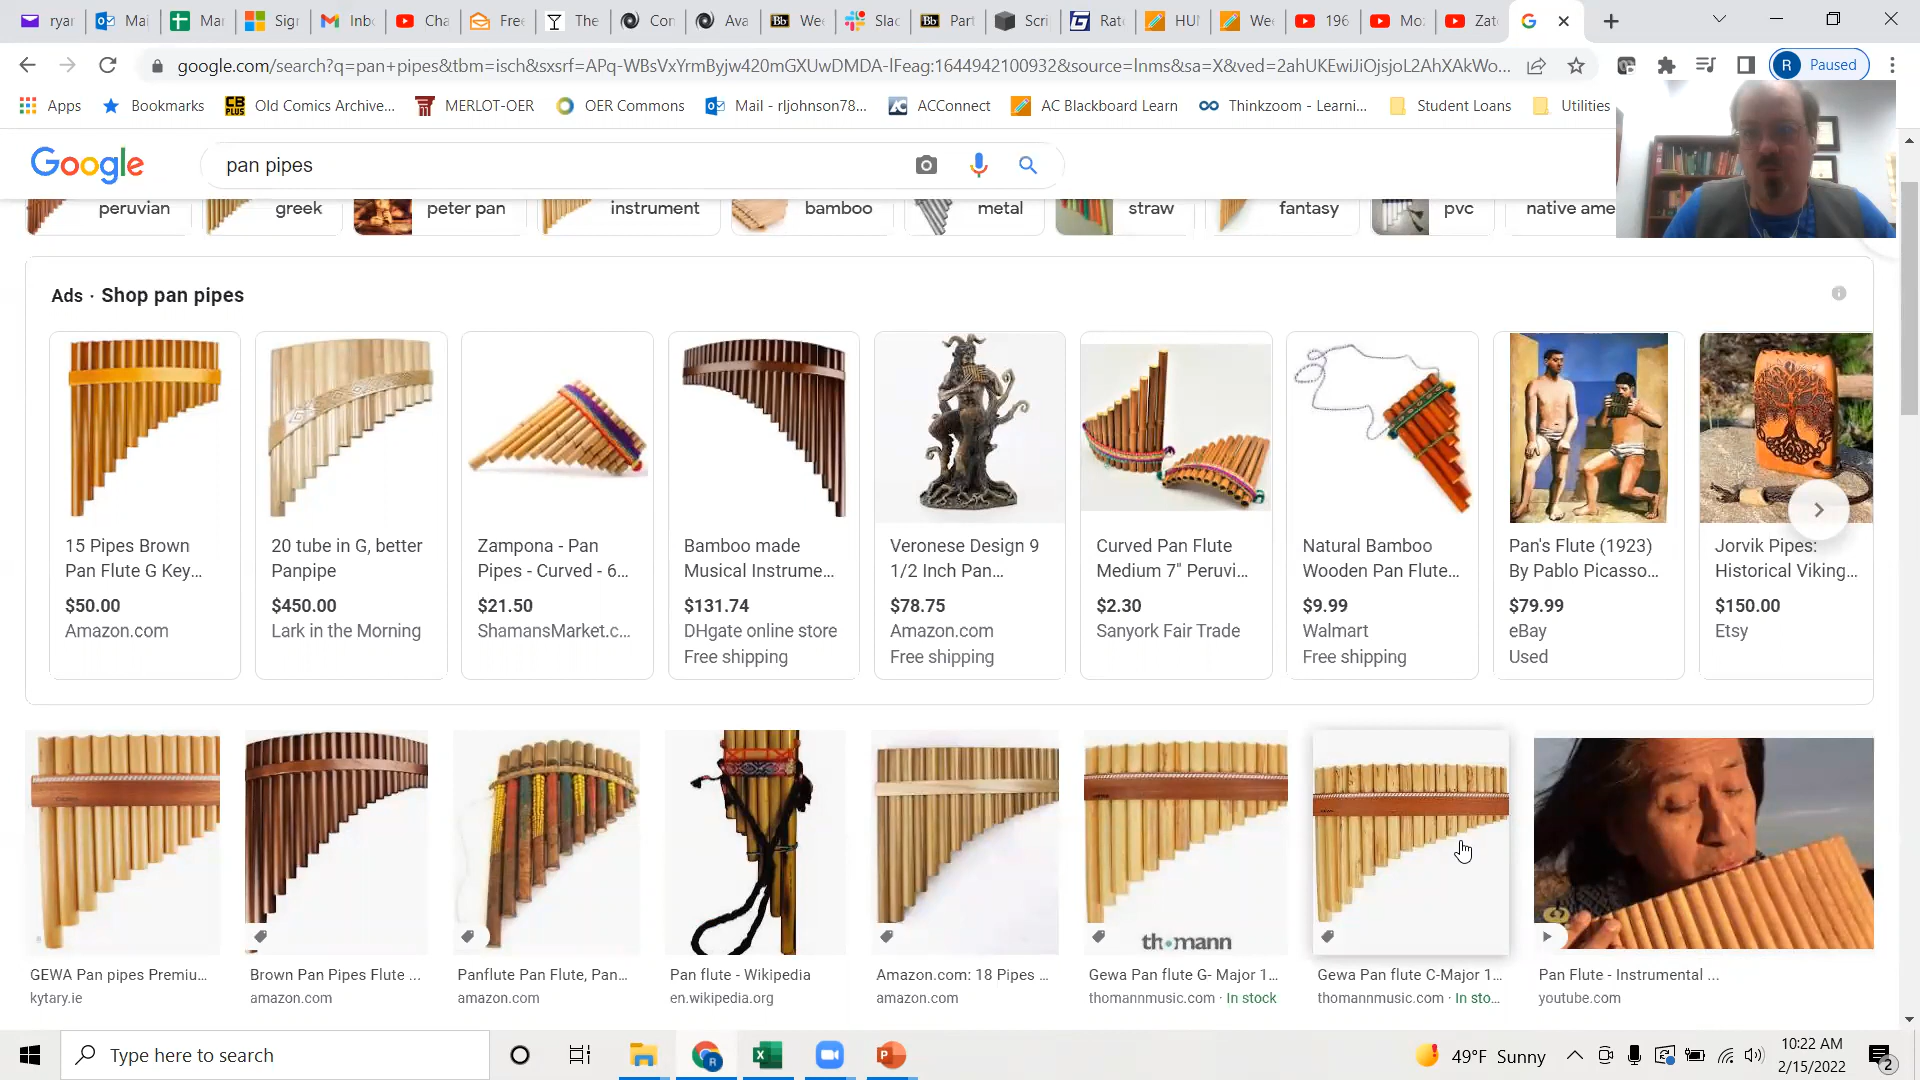 ryar
Mai
Mar
Sign
Inbo
Cha
Free
The
Con
Ava
Wee
Slac
Part
Scri
Rate
HUM
Wee
196
Moz
Zate
google.com/search?q=pan+pipes&tbm=isch&sxsrf=APq-WBsVxYrmByjw420mGXUwDMDA-lFeag:1644942100932&source=lnms&sa=X&ved=2ahUKEwiJiOjsjoL2AhXAkWo...
R Paused
Apps
Bookmarks
Old Comics Archive...
MERLOT-OER
OER Commons
Mail - rljohnson78...
ACConnect
AC Blackboard Learn
Thinkzoom - Learni...
Student Loans
Utilities
Google
pan pipes
peruvian
greek
peter pan
instrument
bamboo
metal
straw
fantasy
pvc
native ame
Ads · Shop pan pipes
15 Pipes Brown
Pan Flute G Key...
$50.00
Amazon.com
20 tube in G, better
Panpipe
$450.00
Lark in the Morning
Zampona - Pan
Pipes - Curved - 6...
$21.50
ShamansMarket.c...
Bamboo made
Musical Instrume...
$131.74
DHgate online store
Free shipping
Veronese Design 9
1/2 Inch Pan...
$78.75
Amazon.com
Free shipping
Curved Pan Flute
Medium 7" Peruvi...
$2.30
Sanyork Fair Trade
Natural Bamboo
Wooden Pan Flute...
$9.99
Walmart
Free shipping
Pan's Flute (1923)
By Pablo Picasso...
$79.99
eBay
Used
Jorvik Pipes:
Historical Viking...
$150.00
Etsy
thomann
GEWA Pan pipes Premiu...
kytary.ie
Brown Pan Pipes Flute ...
amazon.com
Panflute Pan Flute, Pan...
amazon.com
Pan flute - Wikipedia
en.wikipedia.org
Amazon.com: 18 Pipes ...
amazon.com
Gewa Pan flute G- Major 1...
thomannmusic.com · In stock
Gewa Pan flute C-Major 1...
thomannmusic.com · In sto...
Pan Flute - Instrumental ...
youtube.com
Type here to search
49°F Sunny
10:22 AM
2/15/2022
2